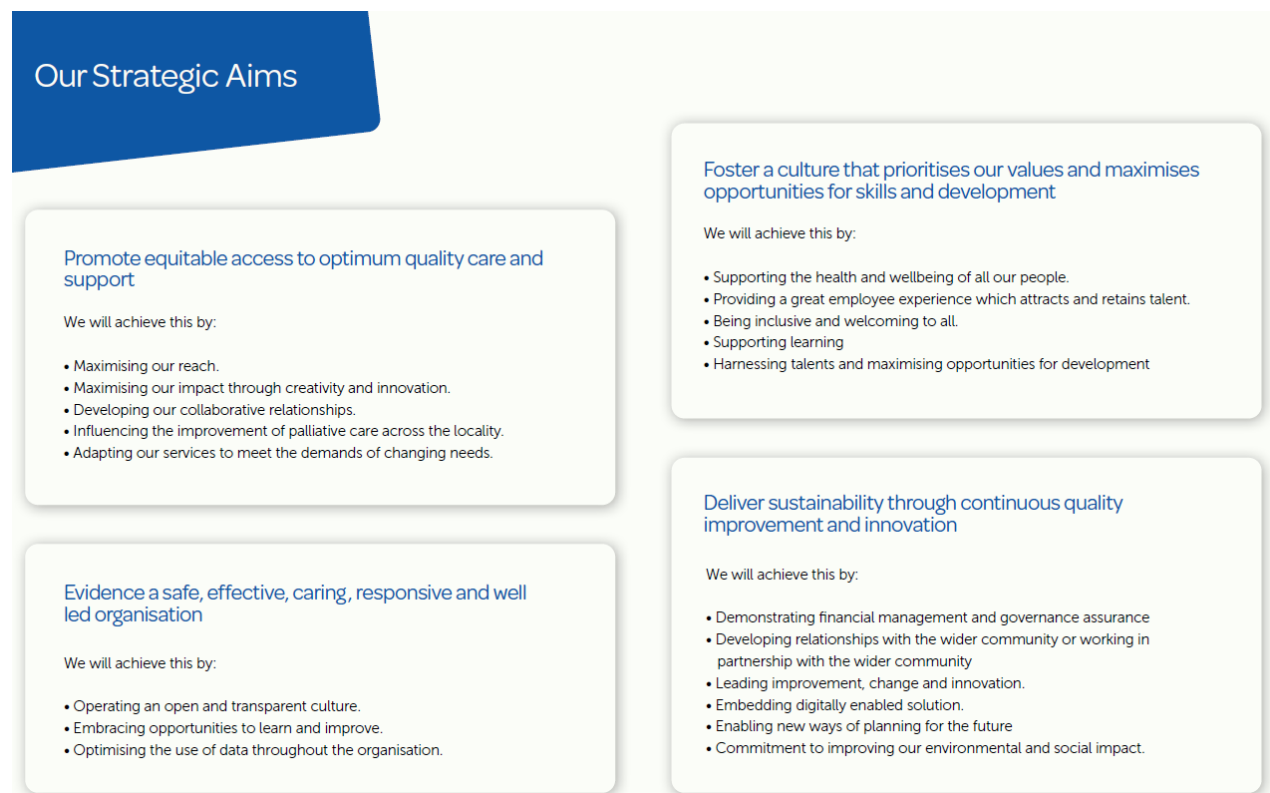 Our Strategic Aims
Promote equitable access to optimum quality care and
support
We will achieve this by:
• Maximising our reach.
• Maximising our impact through creativity and innovation.
• Developing our collaborative relationships.
• Influencing the improvement of palliative care across the locality.
• Adapting our services to meet the demands of changing needs.
Evidence a safe, effective, caring, responsive and well
led organisation
We will achieve this by:
• Operating an open and transparent culture.
• Embracing opportunities to learn and improve.
• Optimising the use of data throughout the organisation.
Foster a culture that prioritises our values and maximises
opportunities for skills and development
We will achieve this by:
• Supporting the health and wellbeing of all our people.
• Providing a great employee experience which attracts and retains talent.
• Being inclusive and welcoming to all.
• Supporting learning
• Harnessing talents and maximising opportunities for development
Deliver sustainability through continuous quality
improvement and innovation
We will achieve this by:
• Demonstrating financial management and governance assurance
• Developing relationships with the wider community or working in
partnership with the wider community
• Leading improvement, change and innovation.
• Embedding digitally enabled solution.
• Enabling new ways of planning for the future
• Commitment to improving our environmental and social impact.